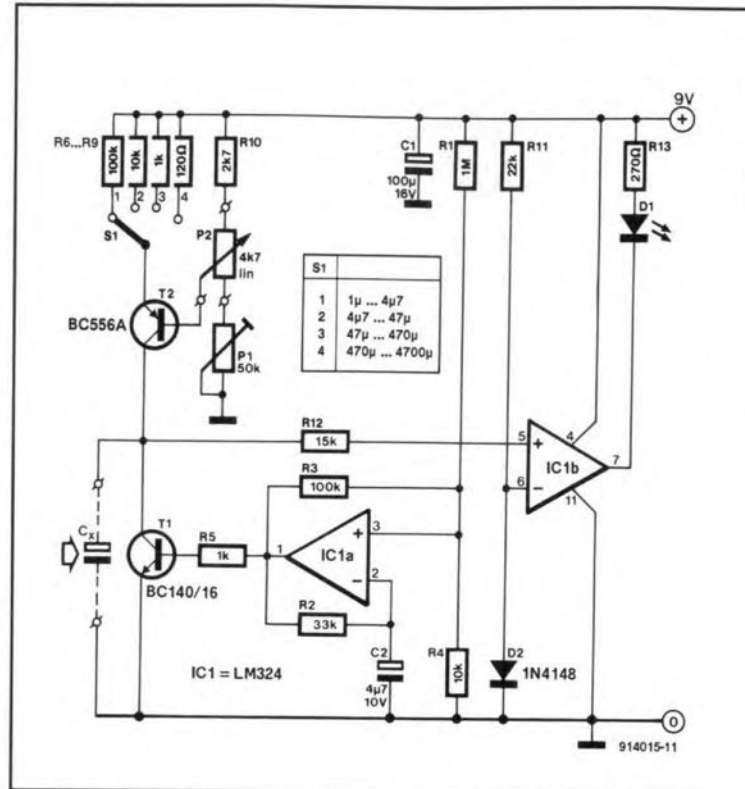 9V
+
R6...R9
100k
10k
1k
120Ω
1
2
3
4
S1
R10
2k7
C1
100µ
16V
R1
1M
R11
22k
R13
270Ω
D1
P2
4k7
lin
T2
BC556A
P1
50k
S1
1 1µ ... 4µ7
2 4µ7 ... 47µ
3 47µ ... 470µ
4 470µ ... 4700µ
R12
15k
5
+
4
IC1b
7
6
−
11
R3
100k
CX
T1
BC140/16
R5
1k
1
IC1a
+
3
−
2
R2
33k
C2
4µ7
10V
R4
10k
D2
1N4148
IC1 = LM324
0
914015-11